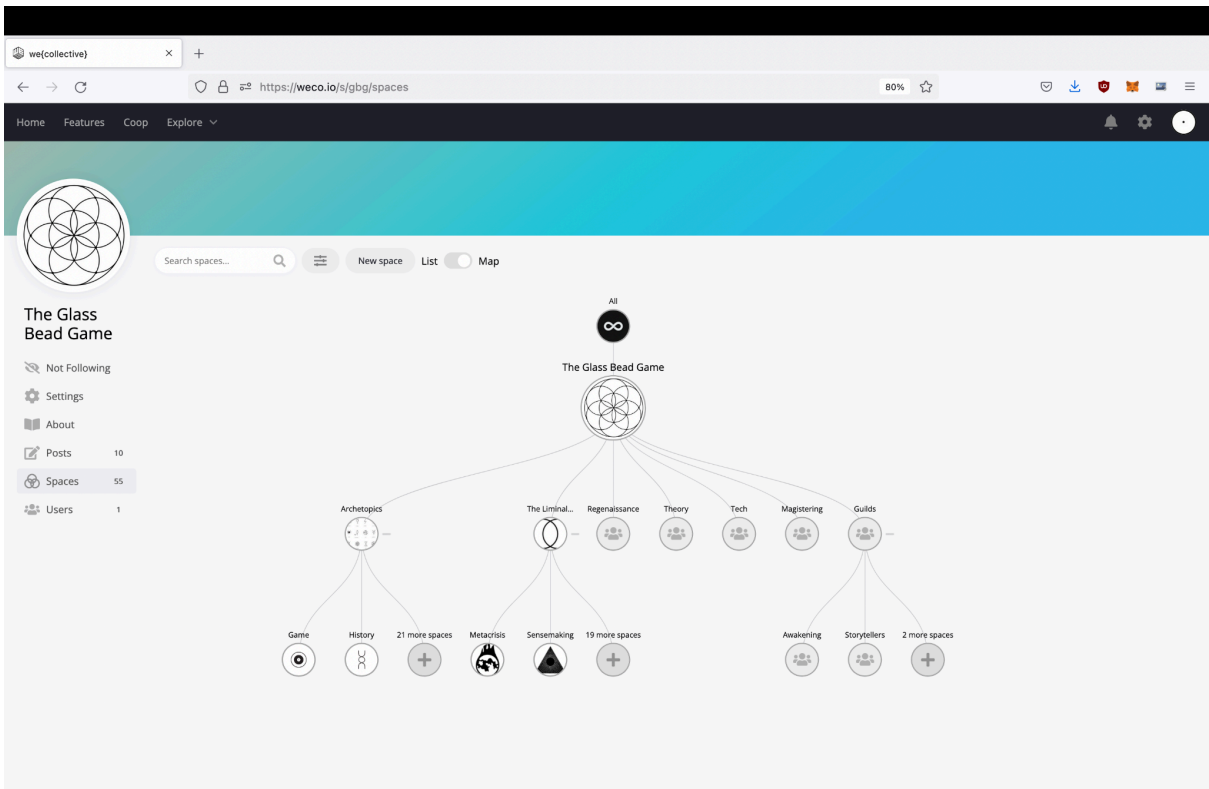 we{collective}
https://weco.io/s/gbg/spaces
80%
Home Features Coop Explore
Search spaces...
New space
List
Map
The Glass
Bead Game
Not Following
Settings
About
Posts 10
Spaces 55
Users 1
All
The Glass Bead Game
Archetopics
The Liminal...
Regenaissance
Theory
Tech
Magistering
Guilds
Game
History
21 more spaces
Metacrisis
Sensemaking
19 more spaces
Awakening
Storytellers
2 more spaces